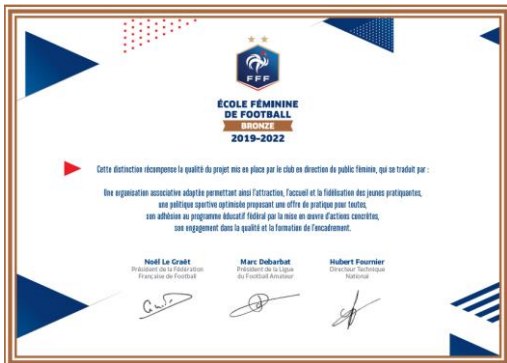 FFF
ÉCOLE FÉMININE
DE FOOTBALL
BRONZE
2019-2022
Cette distinction récompense la qualité du projet mis en place par le club en direction du public féminin, qui se traduit par :
Une organisation associative adaptée permettant ainsi l'attraction, l'accueil et la fidélisation des jeunes pratiquantes,
une politique sportive optimisée proposant une offre de pratique pour toutes,
son adhésion au programme éducatif fédéral par la mise en œuvre d'actions concrètes,
son engagement dans la qualité et la formation de l'encadrement.
Noël Le Graët
Président de la Fédération
Française de Football
Marc Debarbat
Président de la Ligue
du Football Amateur
Hubert Fournier
Directeur Technique
National